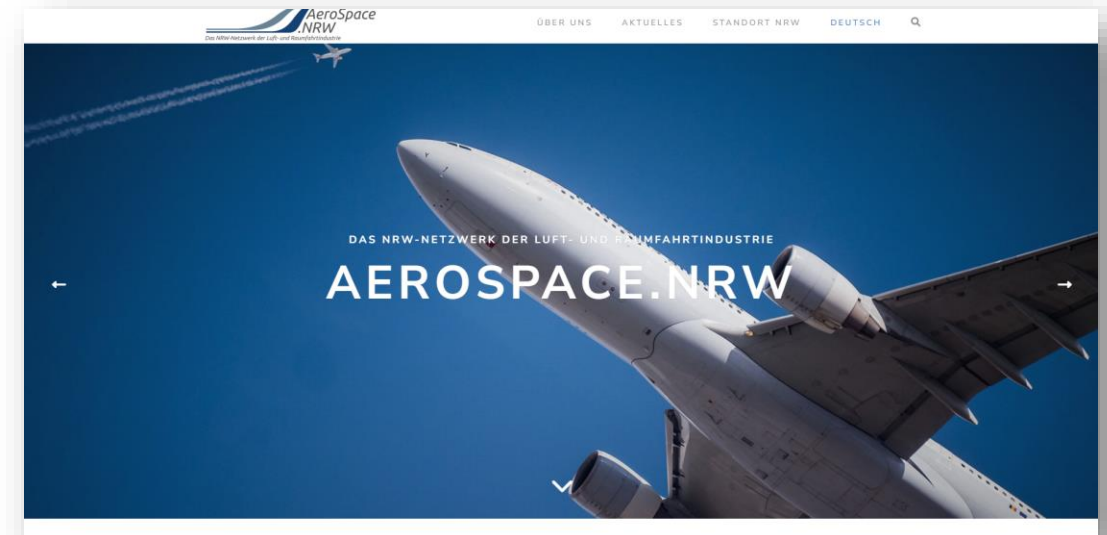 AeroSpace
.NRW
Das NRW-Netzwerk der Luft- und Raumfahrtindustrie
ÜBER UNS AKTUELLES STANDORT NRW DEUTSCH
DAS NRW-NETZWERK DER LUFT- UND RAUMFAHRTINDUSTRIE
AEROSPACE.NRW